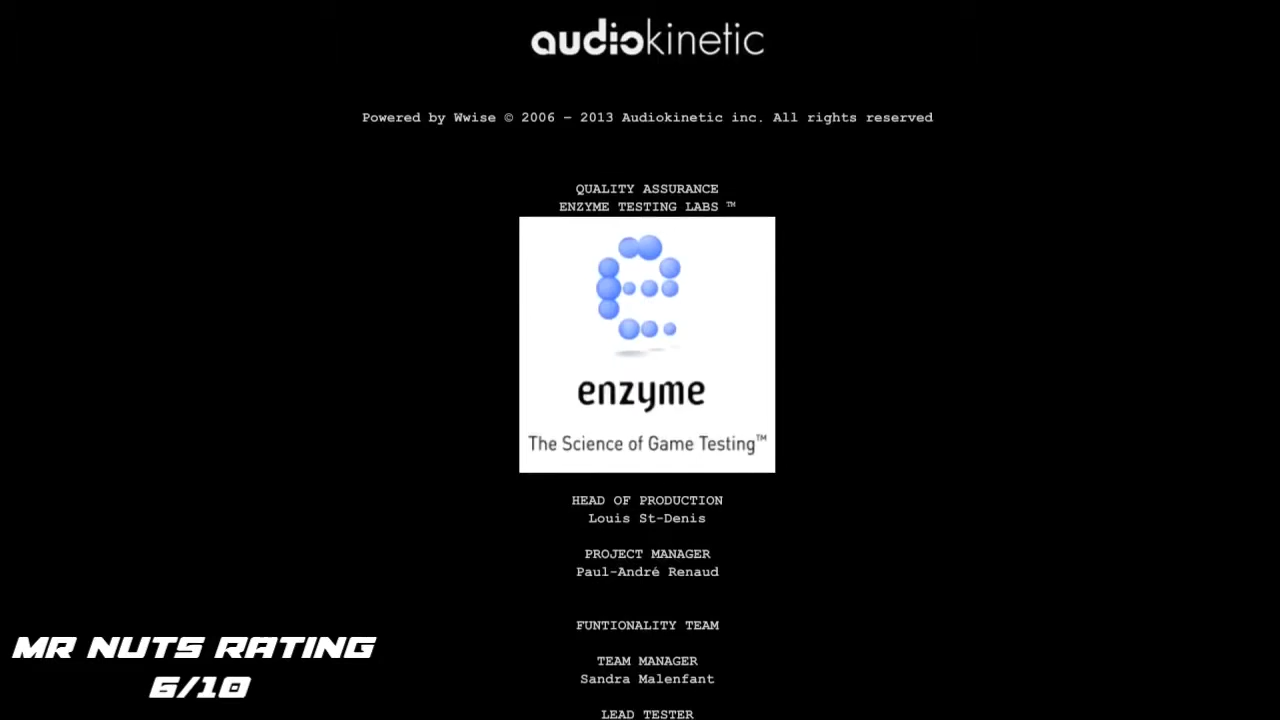 audiokinetic
Powered by Wwise © 2006 – 2013 Audiokinetic inc. All rights reserved
QUALITY ASSURANCE
ENZYME TESTING LABS ™
enzyme
The Science of Game Testing™
HEAD OF PRODUCTION
Louis St-Denis
PROJECT MANAGER
Paul-André Renaud
FUNTIONALITY TEAM
TEAM MANAGER
Sandra Malenfant
LEAD TESTER
MR NUTS RATING
6/10